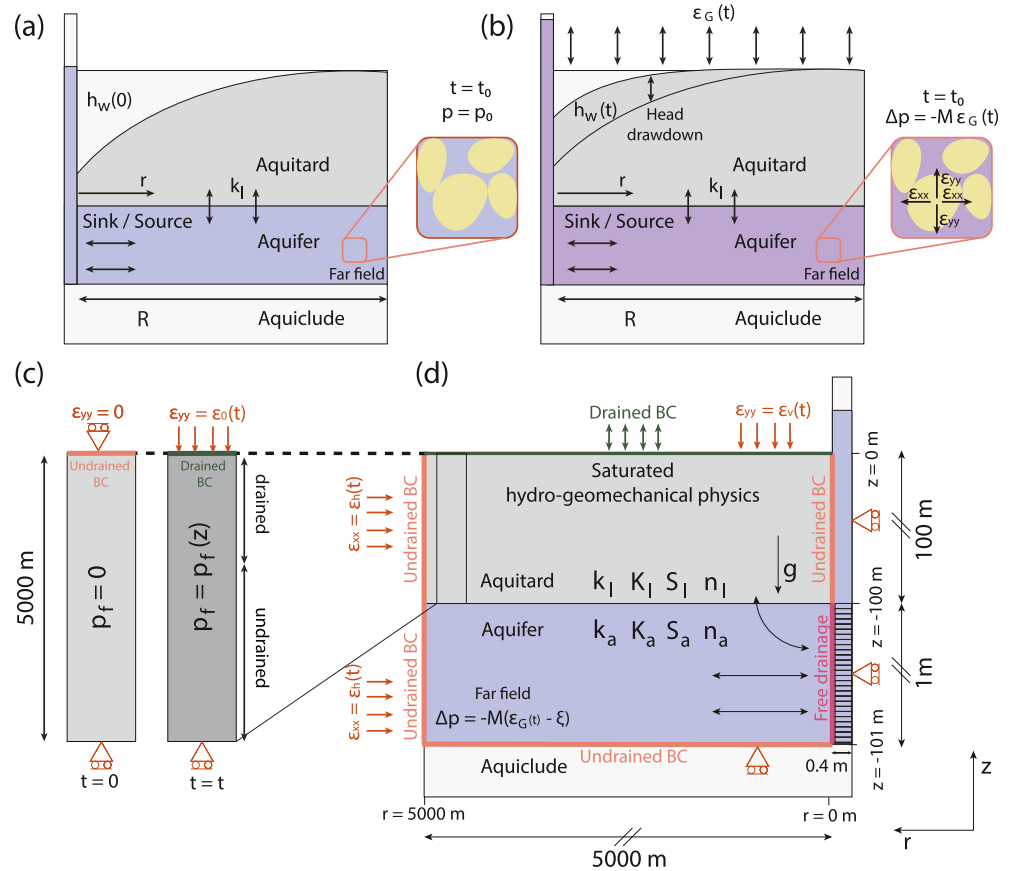 (a)
h_w(0)
t = t_0
p = p_0
Aquitard
r
k_l
Sink / Source
Aquifer
Far field
R
Aquiclude
(b)
ε_G(t)
h_w(t)
Head
drawdown
t = t_0
Δp = -M ε_G(t)
Aquitard
r
k_l
ε_yy
ε_xx
ε_xx
ε_yy
Sink / Source
Aquifer
Far field
R
Aquiclude
(c)
ε_yy = 0
ε_yy = ε_0(t)
Undrained
BC
Drained
BC
5000 m
p_f = 0
p_f = p_f(z)
drained
undrained
t = 0
t = t
(d)
Drained BC
ε_yy = ε_v(t)
Saturated
hydro-geomechanical physics
ε_xx = ε_h(t)
Undrained BC
Undrained BC
z = 0 m
100 m
g
Aquitard
k_l K_l S_l n_l
z = -100 m
Aquifer
k_a K_a S_a n_a
ε_xx = ε_h(t)
Undrained BC
Free drainage
1m
Far field
Δp = -M(ε_G(t) - ξ)
Undrained BC
z = -101 m
0.4 m
Aquiclude
r = 5000 m
r = 0 m
5000 m
z
r